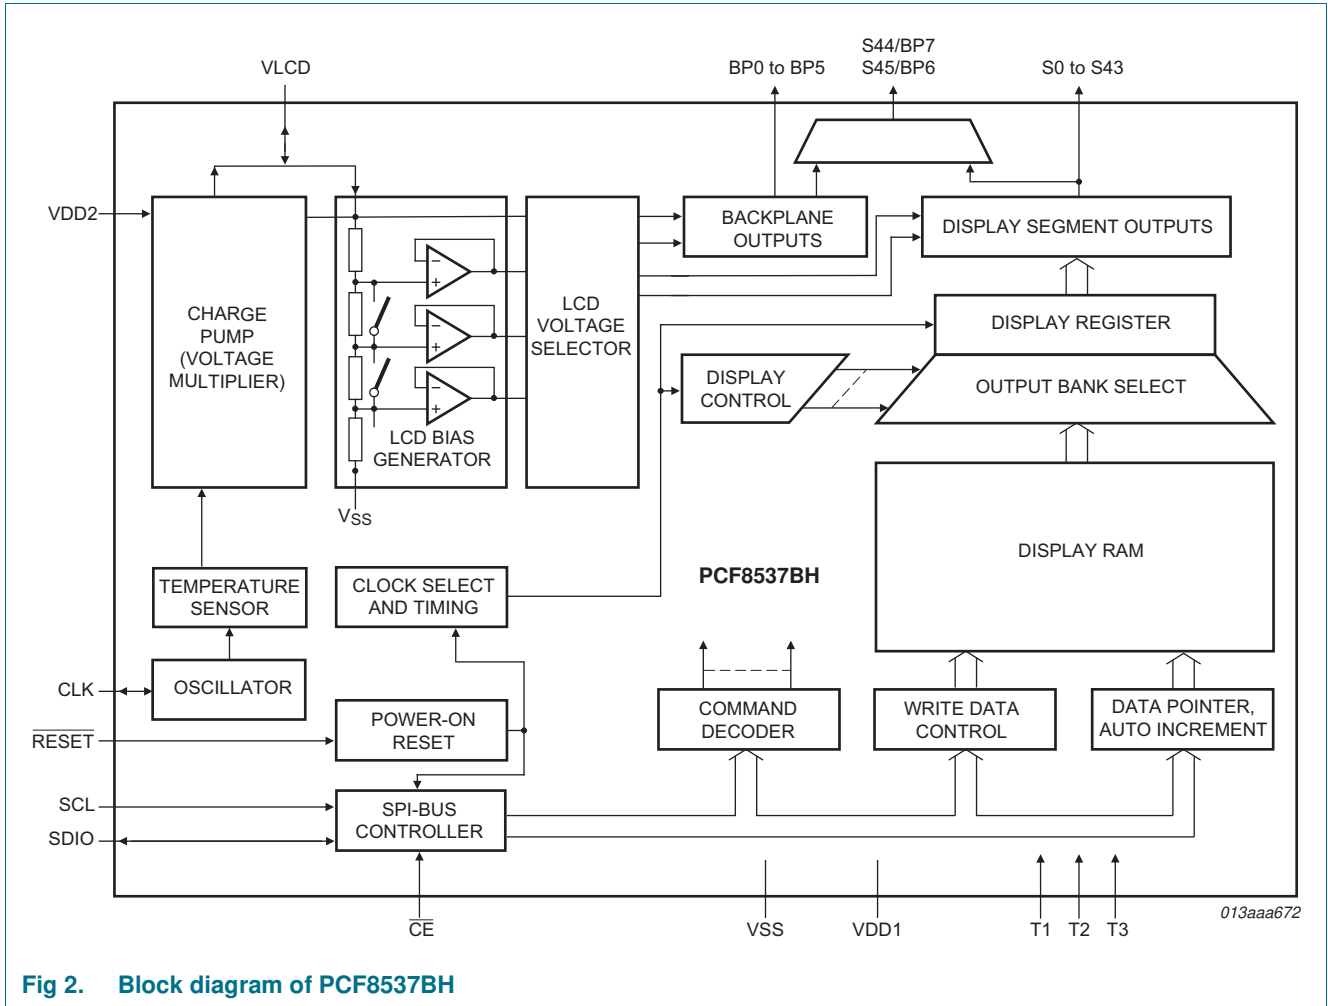 S44/BP7
VLCD
BP0 to BP5
S45/BP6
S0 to S43
VDD2
CHARGE
PUMP
(VOLTAGE
MULTIPLIER)
LCD BIAS
GENERATOR
VSS
LCD
VOLTAGE
SELECTOR
BACKPLANE
OUTPUTS
DISPLAY SEGMENT OUTPUTS
DISPLAY REGISTER
DISPLAY
CONTROL
OUTPUT BANK SELECT
DISPLAY RAM
TEMPERATURE
SENSOR
CLOCK SELECT
AND TIMING
PCF8537BH
CLK
OSCILLATOR
RESET
POWER-ON
RESET
COMMAND
DECODER
WRITE DATA
CONTROL
DATA POINTER,
AUTO INCREMENT
SCL
SDIO
SPI-BUS
CONTROLLER
CE
VSS
VDD1
T1
T2
T3
013aaa672
Fig 2. Block diagram of PCF8537BH